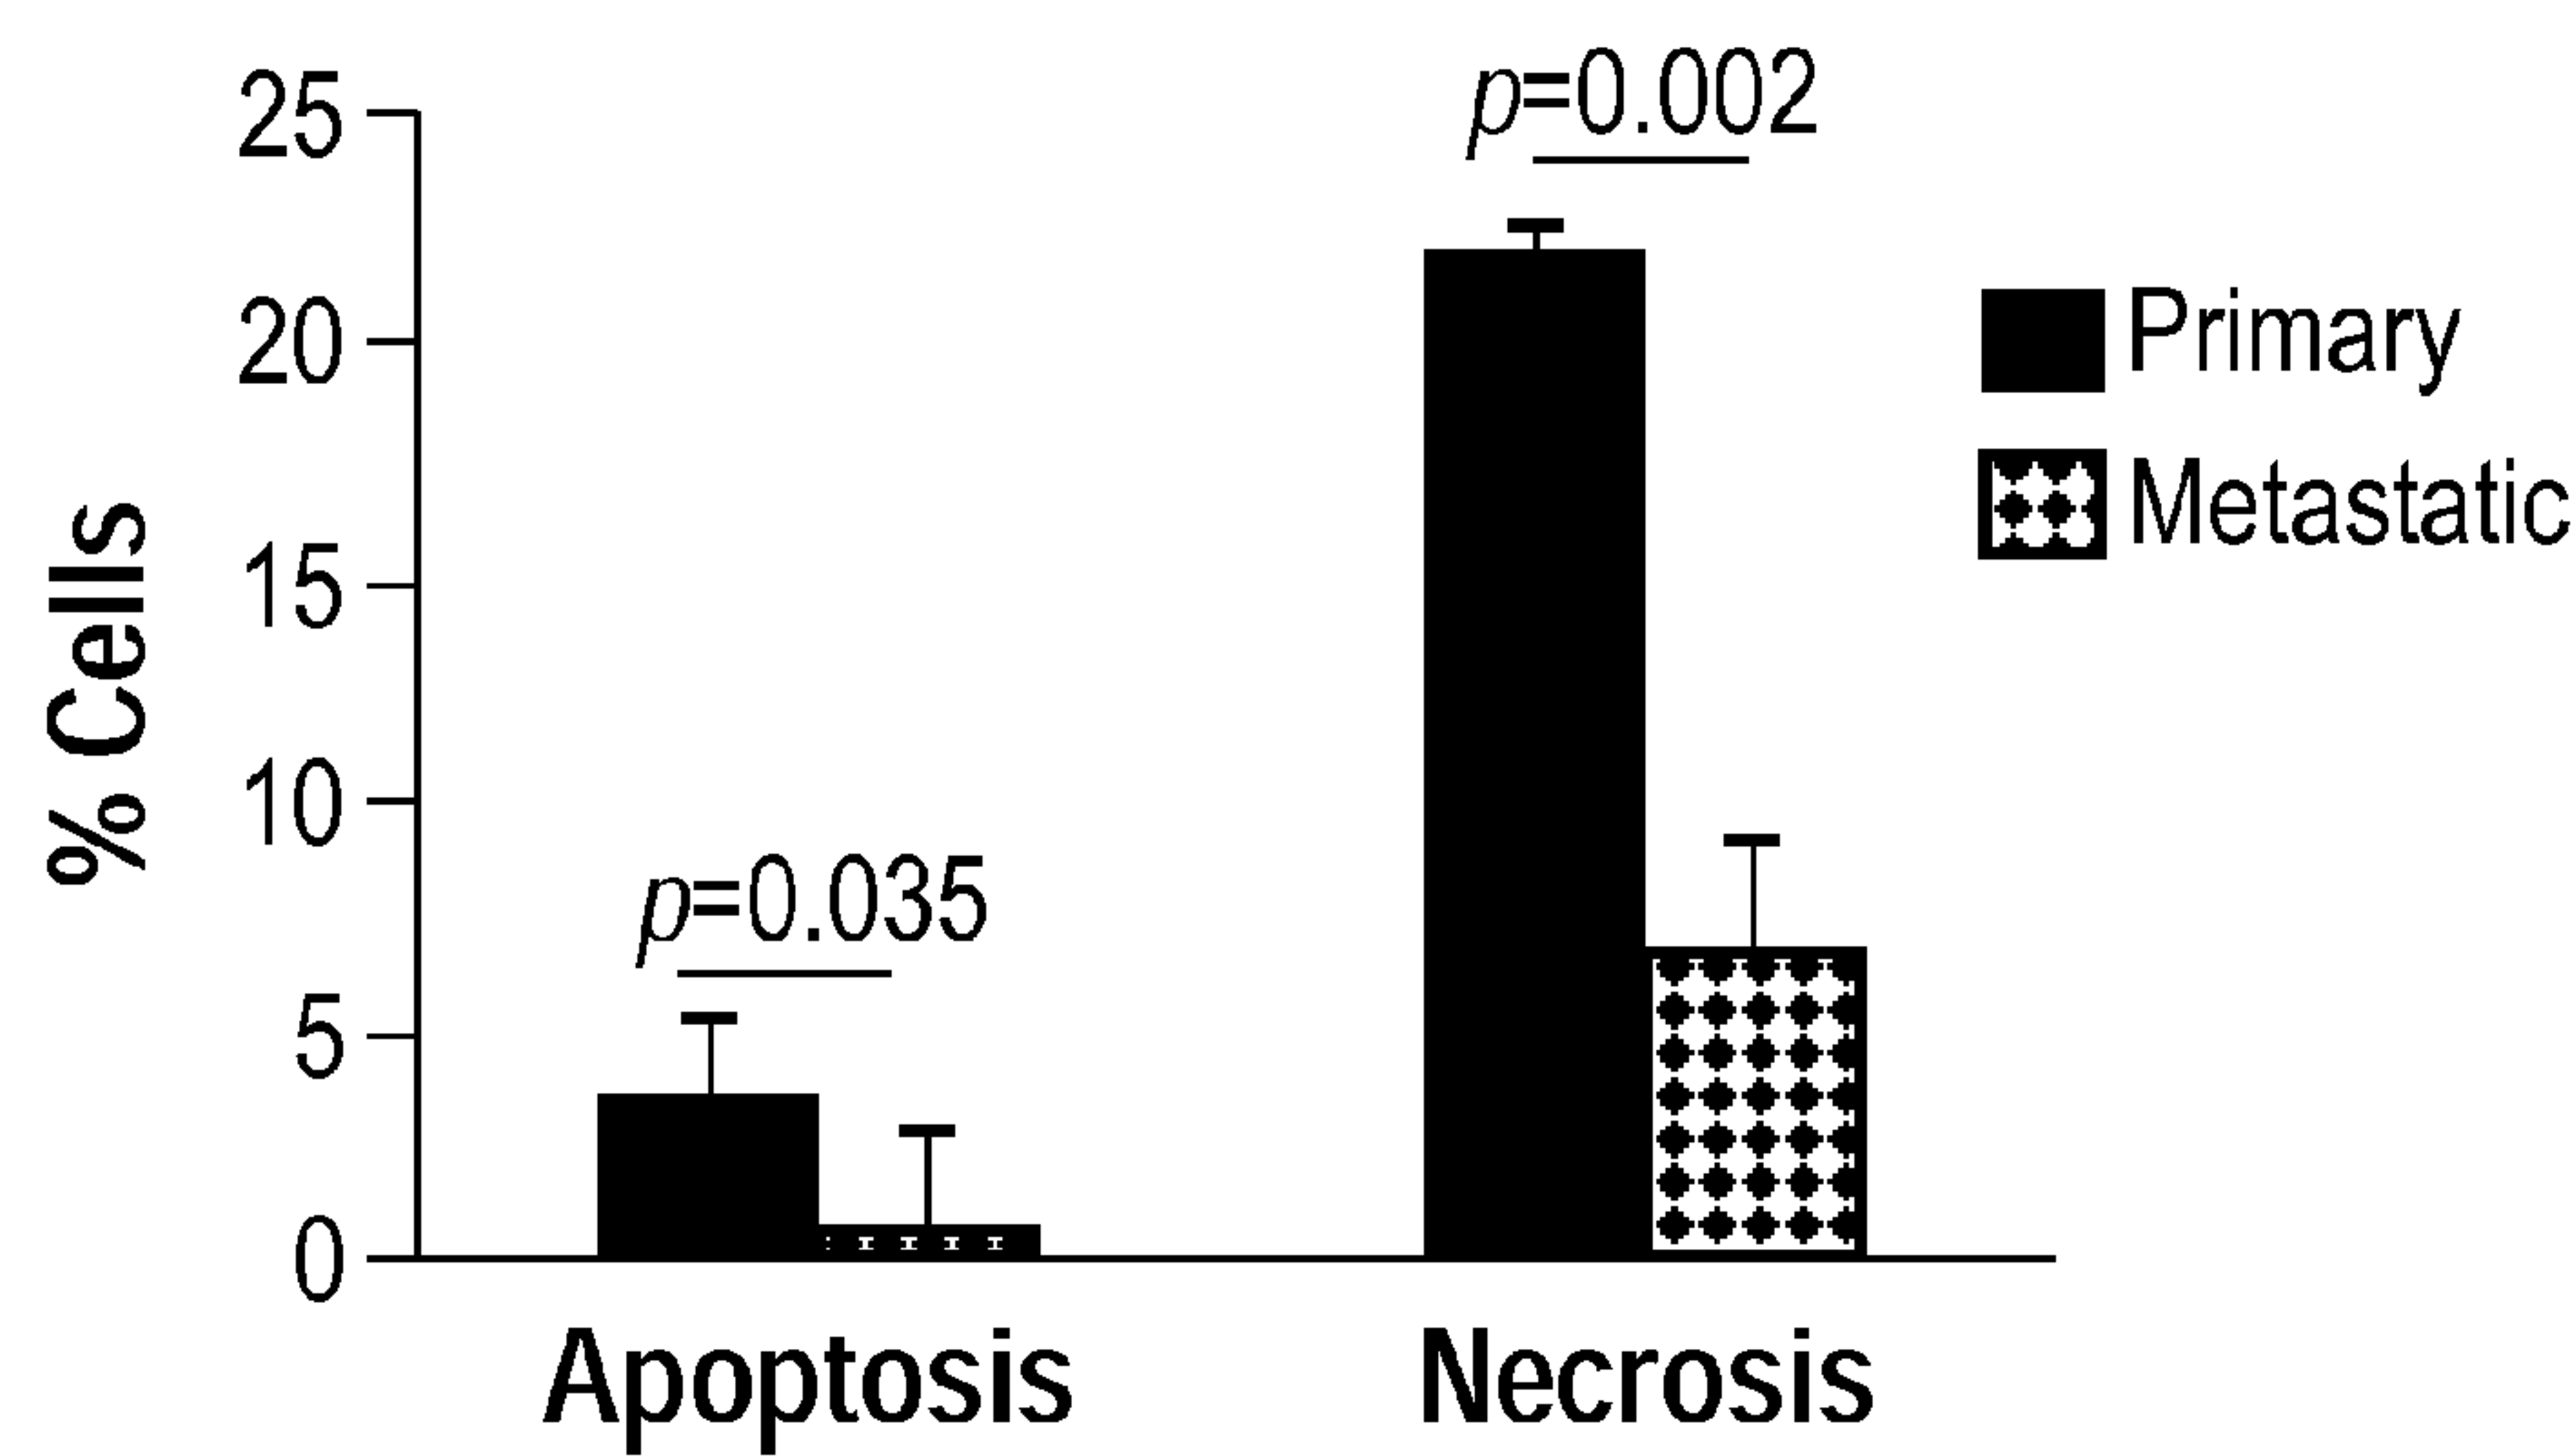 p=0.002
25
20
15
10
5
0
% Cells
p=0.035
Primary
Metastatic
Apoptosis
Necrosis